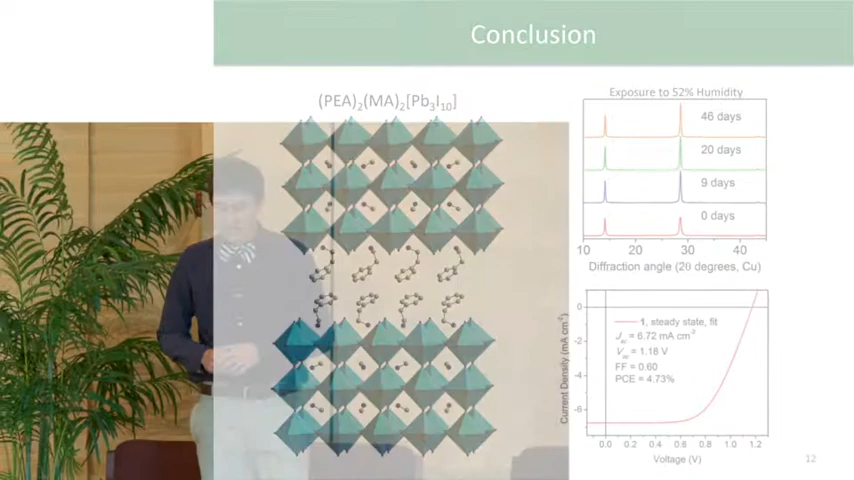 Conclusion
(PEA)2(MA)2[Pb3I10]
Exposure to 52% Humidity
46 days
20 days
9 days
0 days
10 20 30 40
Diffraction angle (2θ degrees, Cu)
Current Density (mA cm-2)
0
-2
-4
-6
1, steady state, fit
= 6.72 mA cm-2
= 1.18 V
FF = 0.60
PCE = 4.73%
0.0 0.2 0.4 0.6 0.8 1.0 1.2
Voltage (V)
12